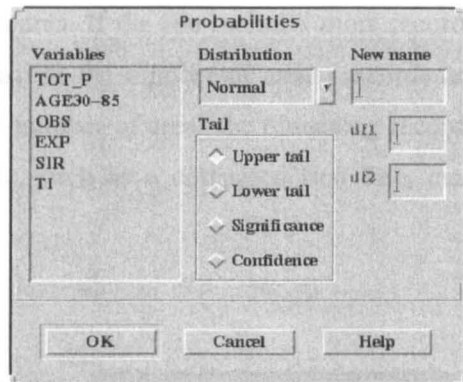 Probabilities
Variables
TOT_P
AGE30-85
OBS
EXP
SIR
TI
Distribution
Normal
Tail
Upper tail
Lower tail
Significance
Confidence
New name
df1
df2
OK
Cancel
Help